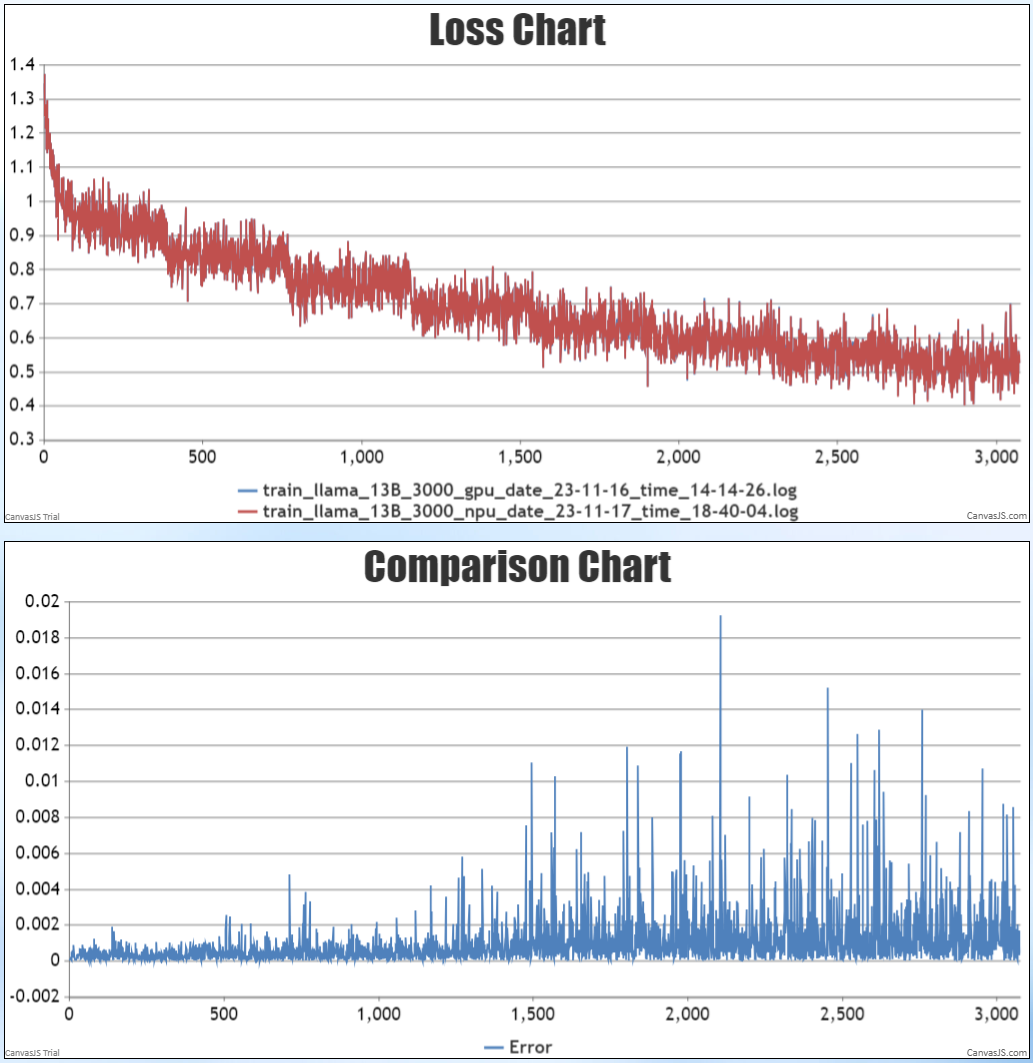 Loss Chart
1.4
1.3
1.2
1.1
1
0.9
0.8
0.7
0.6
0.5
0.4
0.3
0 500 1,000 1,500 2,000 2,500 3,000
train_llama_13B_3000_gpu_date_23-11-16_time_14-14-26.log
train_llama_13B_3000_npu_date_23-11-17_time_18-40-04.log
CanvasJS Trial CanvasJS.com
Comparison Chart
0.02
0.018
0.016
0.014
0.012
0.01
0.008
0.006
0.004
0.002
0
-0.002
0 500 1,000 1,500 2,000 2,500 3,000
Error
CanvasJS Trial CanvasJS.com